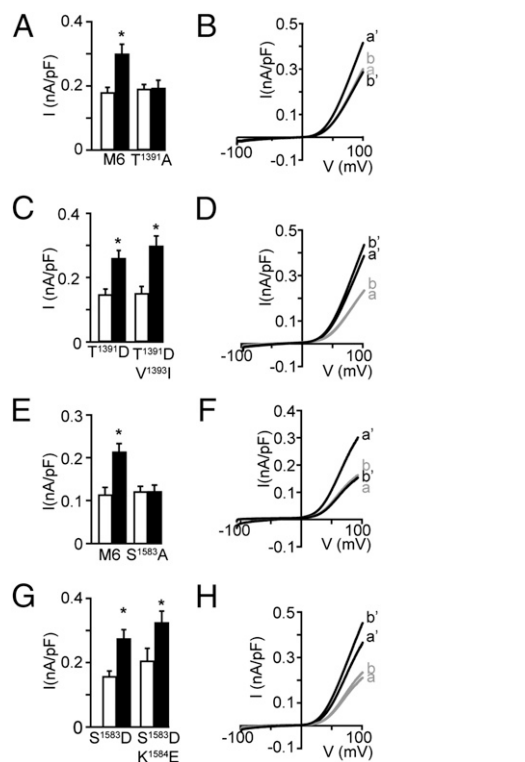 A
I (nA/pF)
0.4
0.2
0
*
M6 T¹³⁹¹A
B
I(nA/pF)
0.5
0.3
0.1
-0.1
-100
100
V (mV)
a'
b
a
b'
C
I (nA/pF)
0.4
0.2
0
* *
T¹³⁹¹D T¹³⁹¹D
V¹³⁹³I
D
I(nA/pF)
0.5
0.3
0.1
-0.1
-100
100
V (mV)
b'
a'
b
a
E
I(nA/pF)
0.3
0.2
0.1
0
*
M6 S¹⁵⁸³A
F
I(nA/pF)
0.4
0.3
0.1
-0.1
-100
100
V (mV)
a'
b
b'
a
G
I(nA/pF)
0.4
0.2
0
* *
S¹⁵⁸³D S¹⁵⁸³D
K¹⁵⁸⁴E
H
I (nA/pF)
0.5
0.3
0.1
-0.1
-100
100
V (mV)
b'
a'
b
a